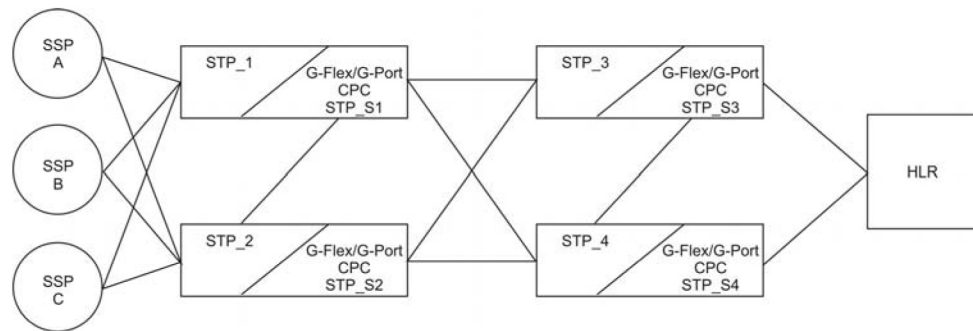 SSP
A
STP_1
G-Flex/G-Port
CPC
STP_S1
STP_3
G-Flex/G-Port
CPC
STP_S3
SSP
B
HLR
STP_2
G-Flex/G-Port
CPC
STP_S2
STP_4
G-Flex/G-Port
CPC
STP_S4
SSP
C